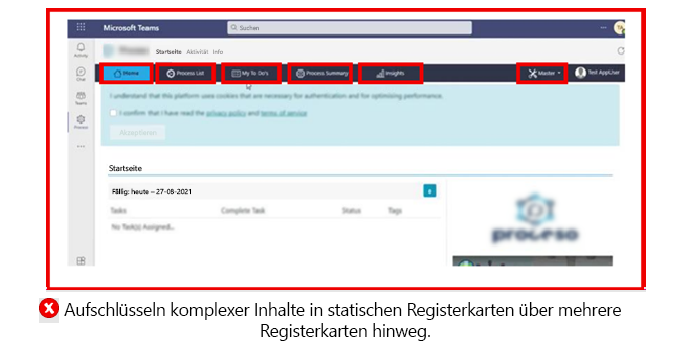 Microsoft Teams
Suchen
Activity
Startseite Aktivität Info
Chat
Home
Process List
My To Do's
Process Summary
Insights
Master
Test AppUser
Teams
I understand that this platform uses cookies that are necessary for authentication and for optimising performance.
I confirm that I have read the privacy policy and terms of service
Process
Akzeptieren
Startseite
Fällig: heute – 27-08-2021
Tasks Complete Task Status Tags
No Task(s) Assigned...
proceso
Aufschlüsseln komplexer Inhalte in statischen Registerkarten über mehrere
Registerkarten hinweg.